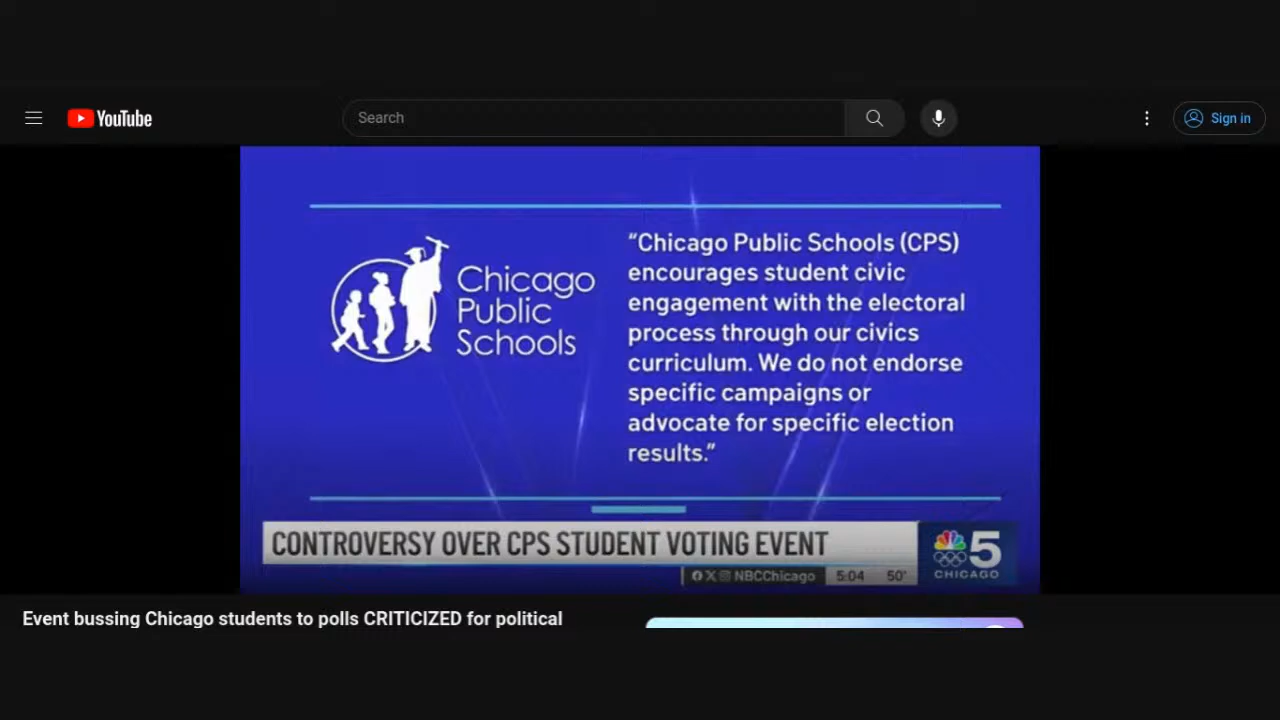 YouTube
Search
Sign in
Chicago
Public
Schools
“Chicago Public Schools (CPS)
encourages student civic
engagement with the electoral
process through our civics
curriculum. We do not endorse
specific campaigns or
advocate for specific election
results.”
CONTROVERSY OVER CPS STUDENT VOTING EVENT
5
CHICAGO
NBCChicago
5:04 50°
Event bussing Chicago students to polls CRITICIZED for political